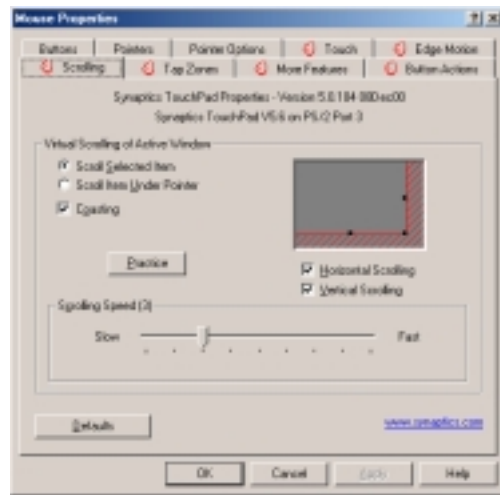 Mouse Properties
Buttons
Pointers
Pointer Options
Touch
Edge Motion
Scrolling
Tap Zones
More Features
Button Actions
Synaptics TouchPad Properties - Version 5.0.184 08Dec00
Synaptics TouchPad V5.6 on PS/2 Port 3
Virtual Scrolling of Active Window
Scroll Selected Item
Scroll Item Under Pointer
Coasting
Practice
Horizontal Scrolling
Vertical Scrolling
Scrolling Speed (3)
Slow
Fast
Defaults
www.synaptics.com
OK
Cancel
Apply
Help